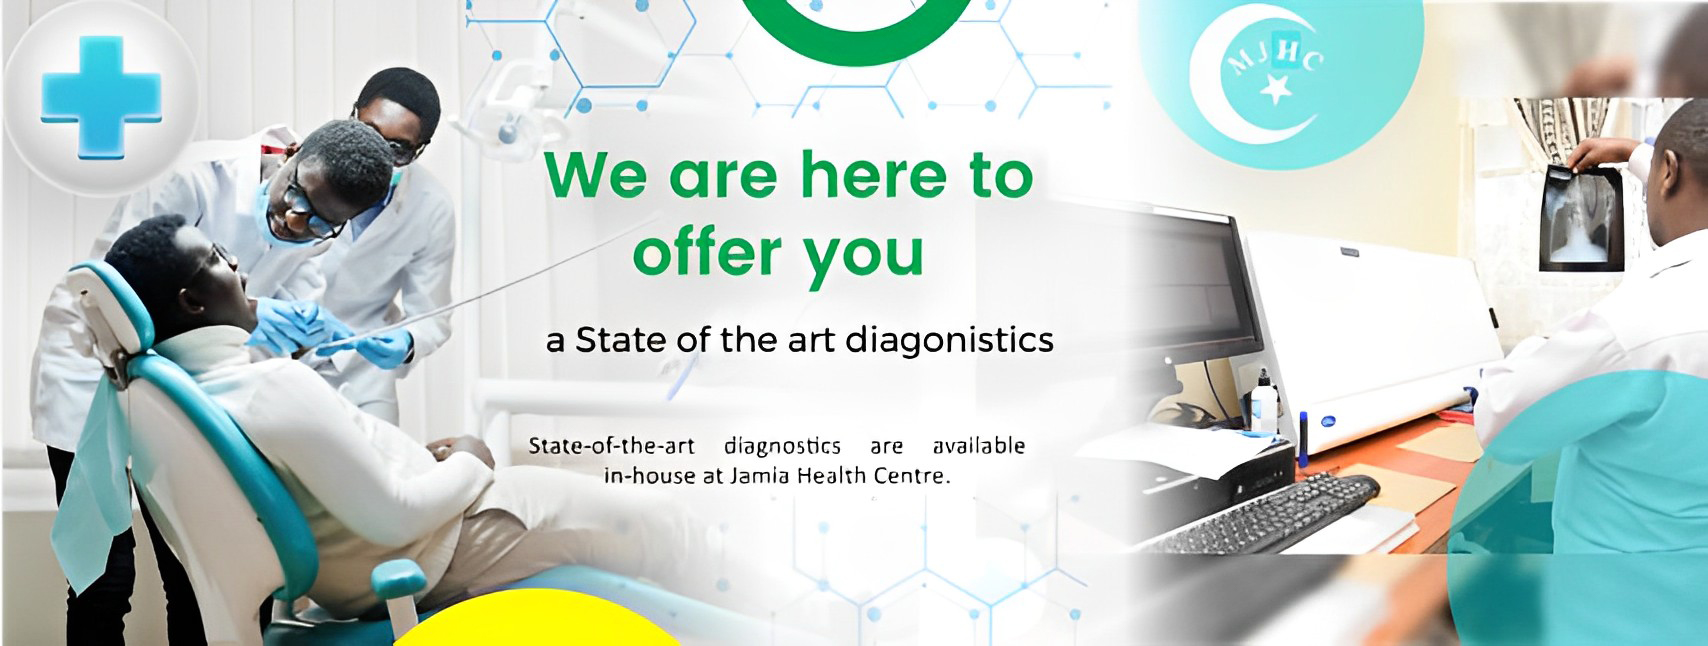 MJHC
We are here to
offer you
a State of the art diagonistics
State-of-the-art diagnostics are available
in-house at Jamia Health Centre.